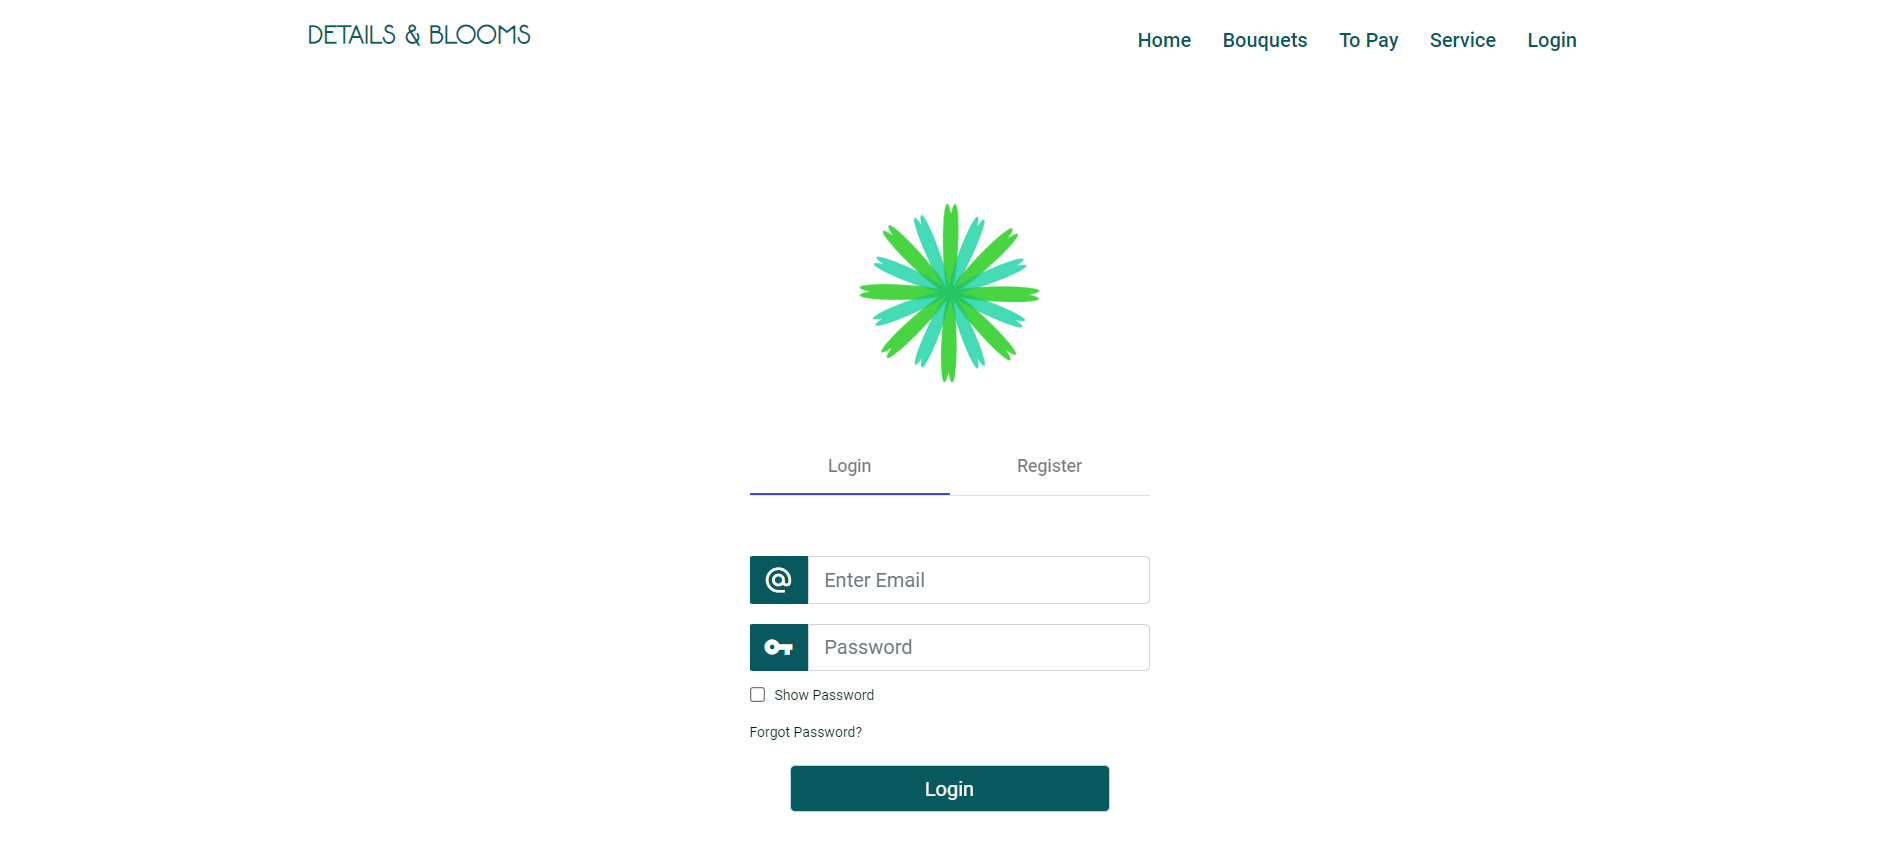 DETAILS & BLOOMS
Home Bouquets To Pay Service Login
Login Register
Enter Email
Password
Show Password
Forgot Password?
Login